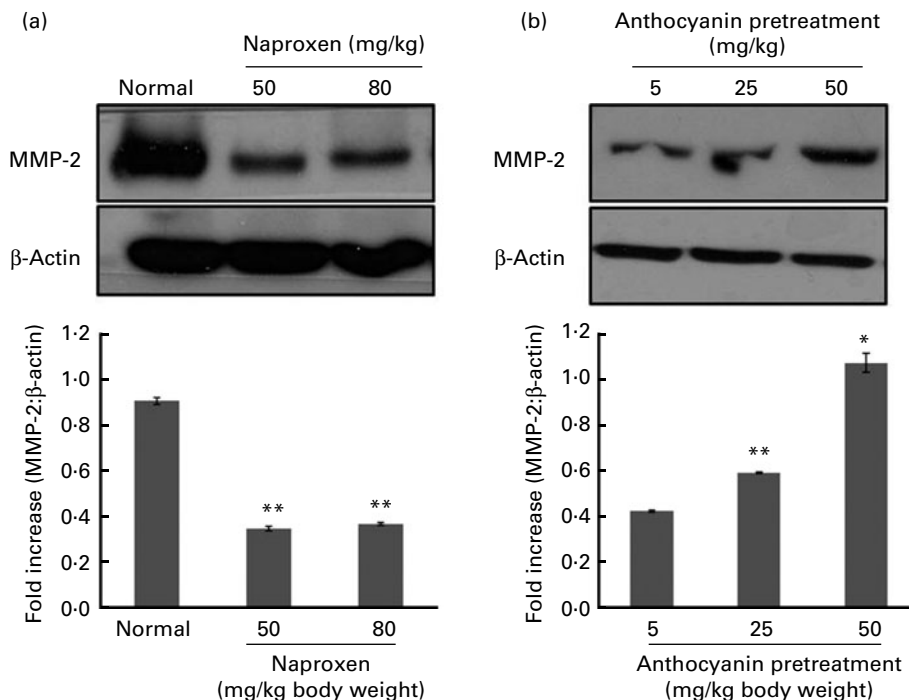 (a)
Naproxen (mg/kg)
Normal 50 80
MMP-2
β-Actin
Fold increase (MMP-2:β-actin)
1·2
1·0
0·8
0·6
0·4
0·2
0·0
** **
Normal 50 80
Naproxen
(mg/kg body weight)
(b)
Anthocyanin pretreatment
(mg/kg)
5 25 50
MMP-2
β-Actin
Fold increase (MMP-2:β-actin)
1·2
1·0
0·8
0·6
0·4
0·2
0·0
*
**
5 25 50
Anthocyanin pretreatment
(mg/kg body weight)